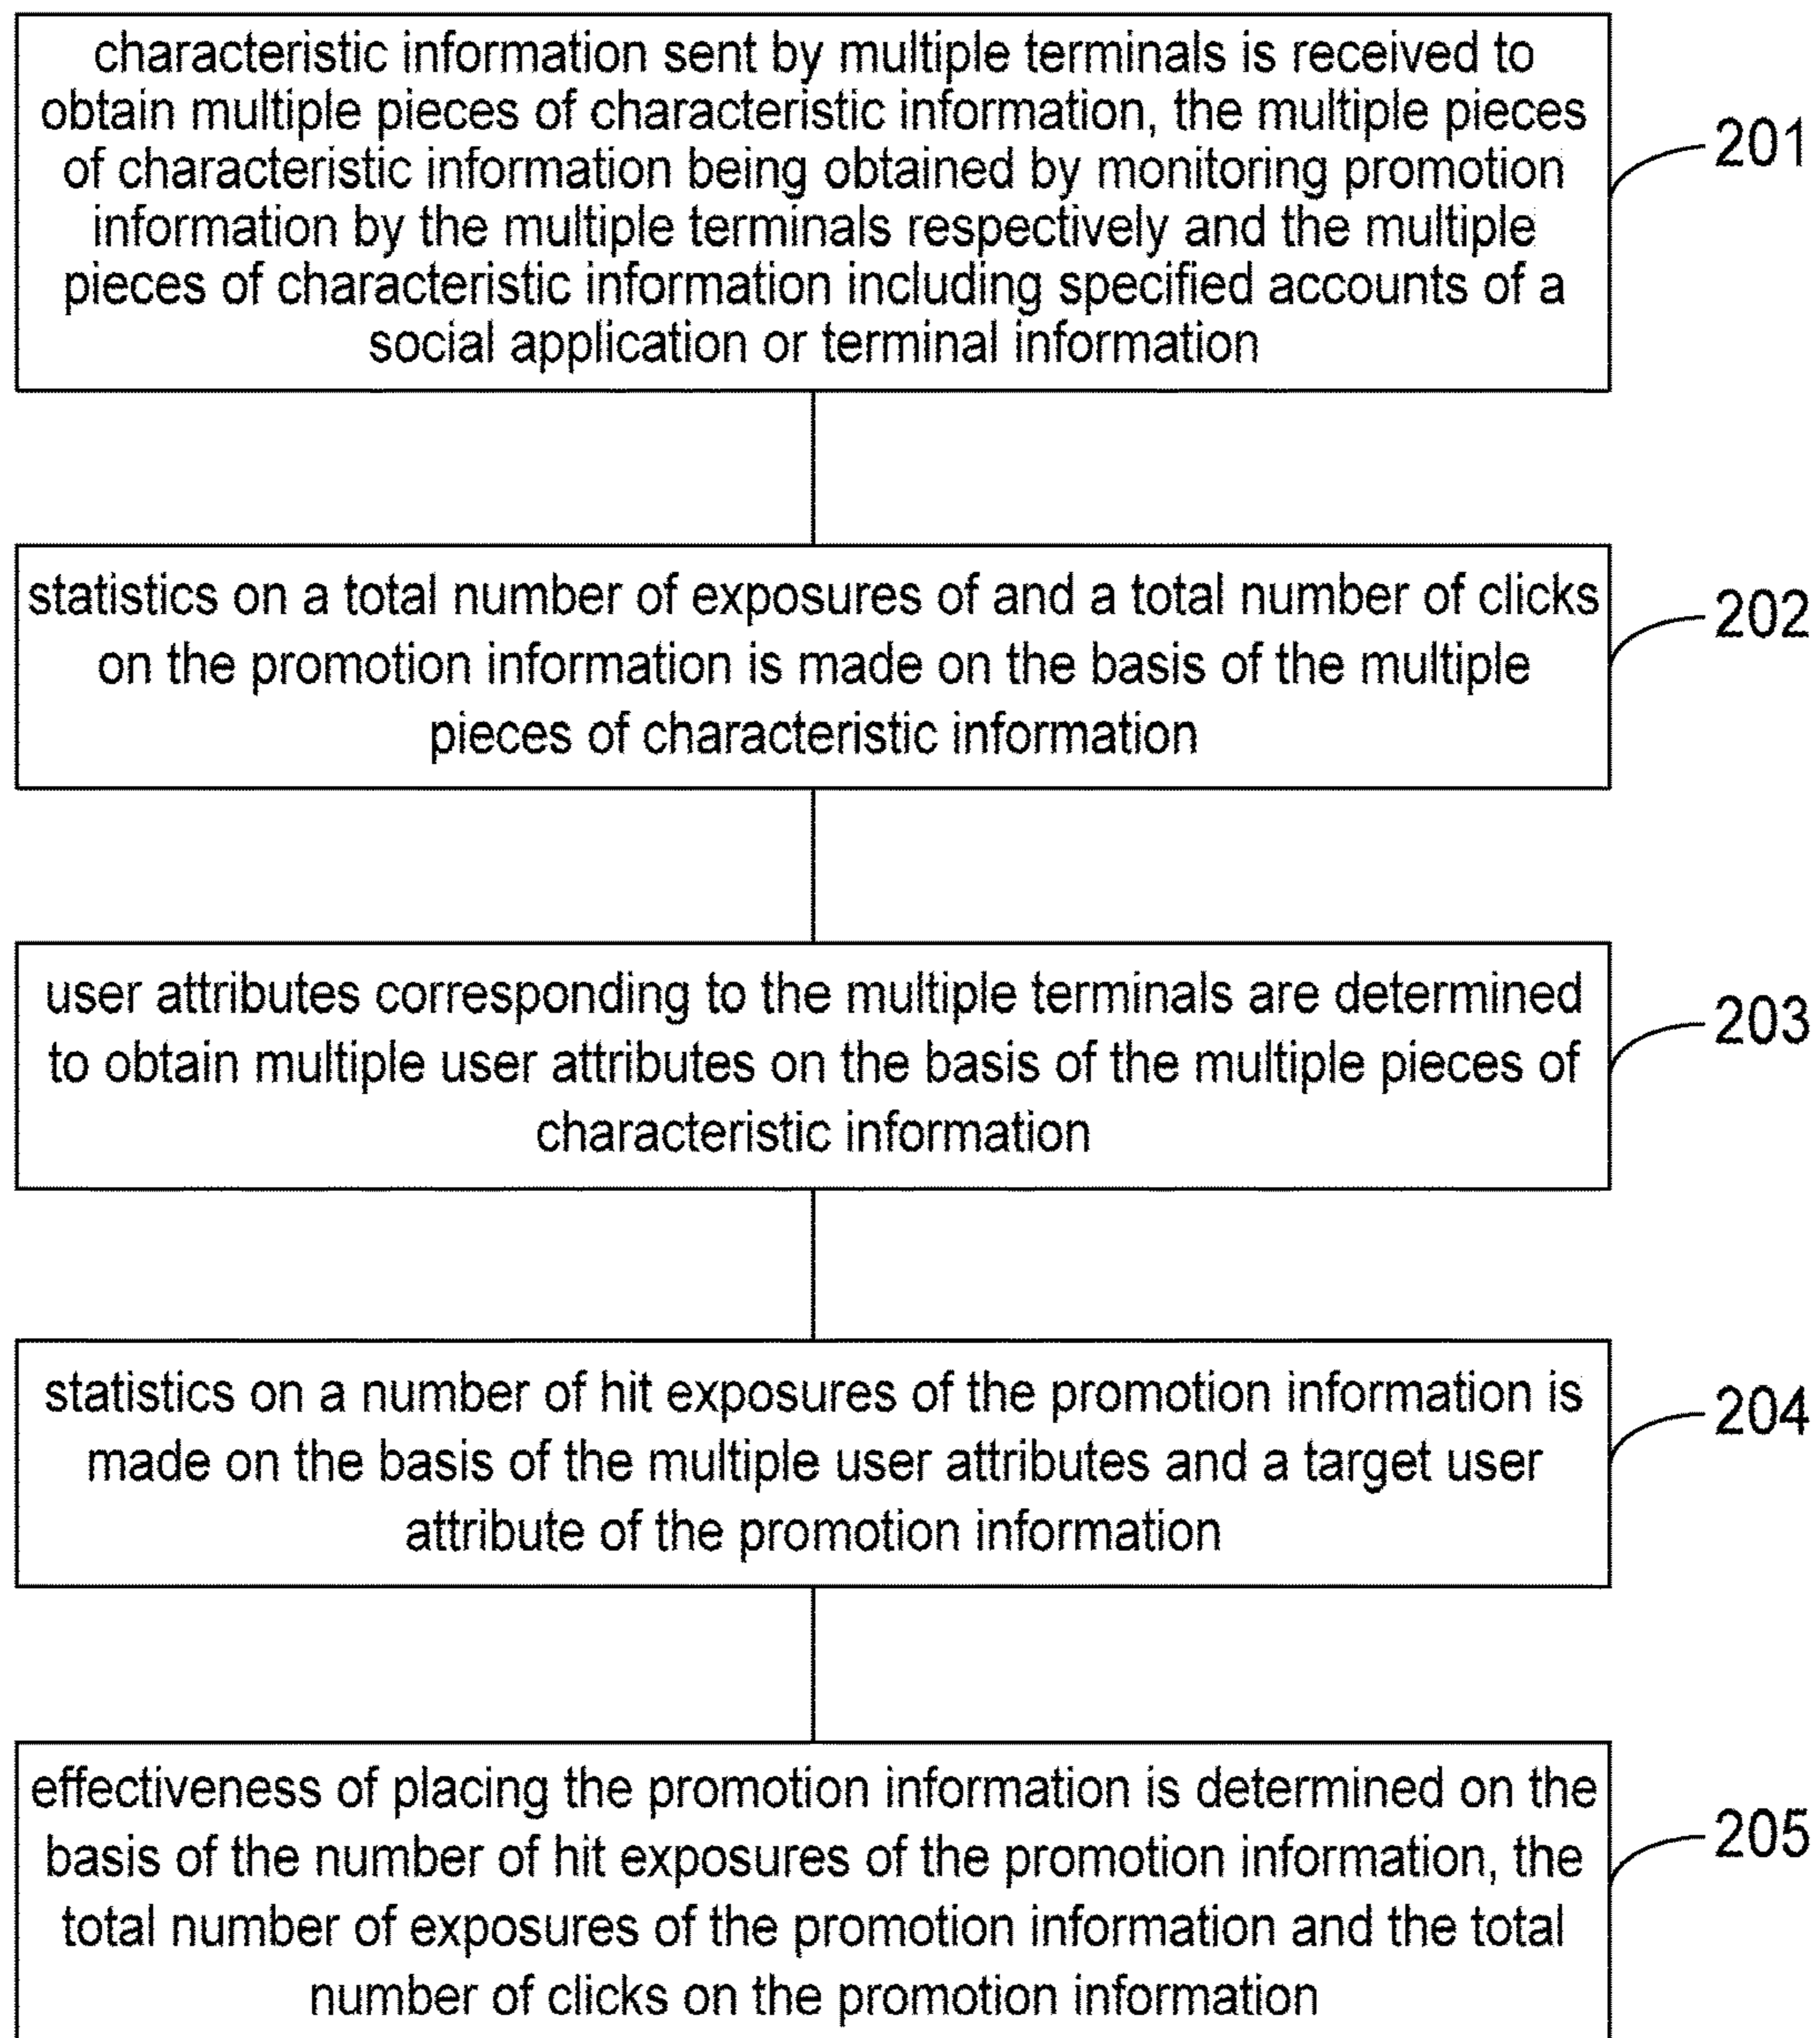 characteristic information sent by multiple terminals is received to
obtain multiple pieces of characteristic information, the multiple pieces
of characteristic information being obtained by monitoring promotion
information by the multiple terminals respectively and the multiple
pieces of characteristic information including specified accounts of a
social application or terminal information
201
statistics on a total number of exposures of and a total number of clicks
on the promotion information is made on the basis of the multiple
pieces of characteristic information
202
user attributes corresponding to the multiple terminals are determined
to obtain multiple user attributes on the basis of the multiple pieces of
characteristic information
203
statistics on a number of hit exposures of the promotion information is
made on the basis of the multiple user attributes and a target user
attribute of the promotion information
204
effectiveness of placing the promotion information is determined on the
basis of the number of hit exposures of the promotion information, the
total number of exposures of the promotion information and the total
number of clicks on the promotion information
205